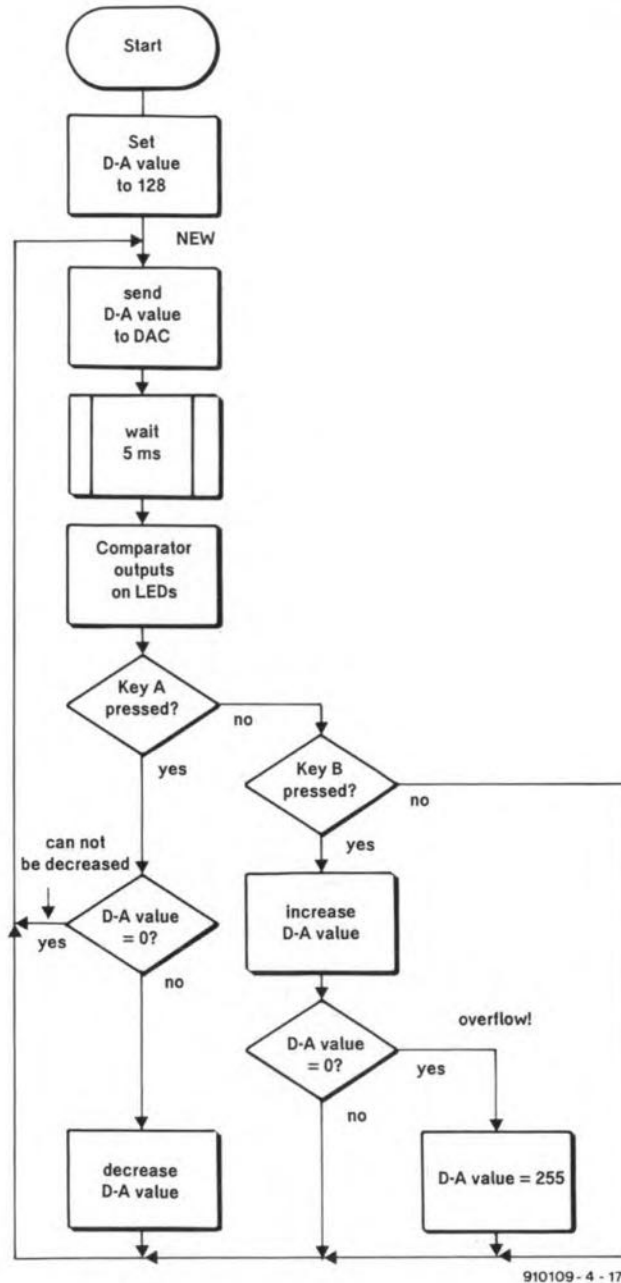 Start
Set
D-A value
to 128
NEW
send
D-A value
to DAC
wait
5 ms
Comparator
outputs
on LEDs
Key A
pressed?
no
yes
Key B
pressed?
no
yes
can not
be decreased
D-A value
= 0?
yes
no
increase
D-A value
overflow!
D-A value
= 0?
yes
no
decrease
D-A value
D-A value = 255
910109 - 4 - 17